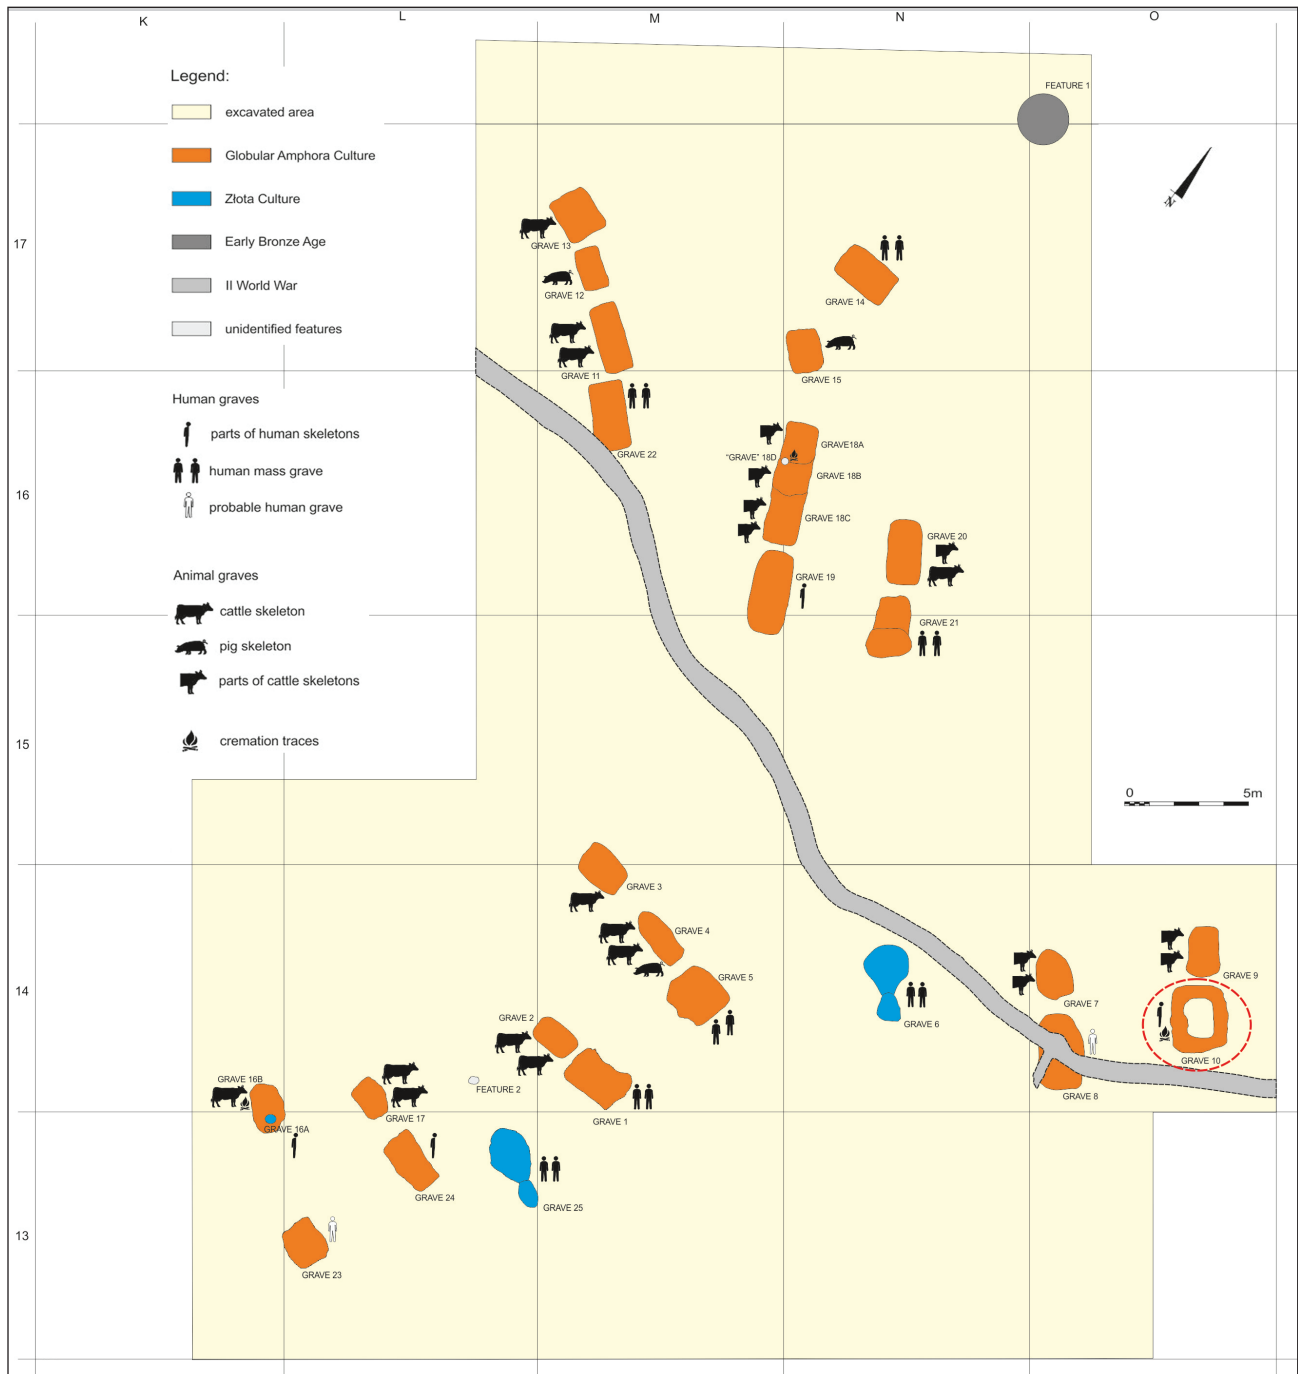 K
L
M
N
O
Legend:
excavated area
Globular Amphora Culture
Złota Culture
Early Bronze Age
II World War
unidentified features
Human graves
parts of human skeletons
human mass grave
probable human grave
Animal graves
cattle skeleton
pig skeleton
parts of cattle skeletons
cremation traces
FEATURE 1
N
17
GRAVE 13
GRAVE 12
GRAVE 14
GRAVE 11
GRAVE 15
GRAVE 22
GRAVE18A
"GRAVE" 18D
GRAVE 18B
16
GRAVE 18C
GRAVE 20
GRAVE 19
GRAVE 21
15
0 5m
GRAVE 3
GRAVE 4
GRAVE 5
GRAVE 9
14
GRAVE 7
GRAVE 2
GRAVE 6
GRAVE 10
GRAVE 16B
FEATURE 2
GRAVE 8
GRAVE 17
GRAVE 1
GRAVE 16A
GRAVE 24
GRAVE 25
13
GRAVE 23